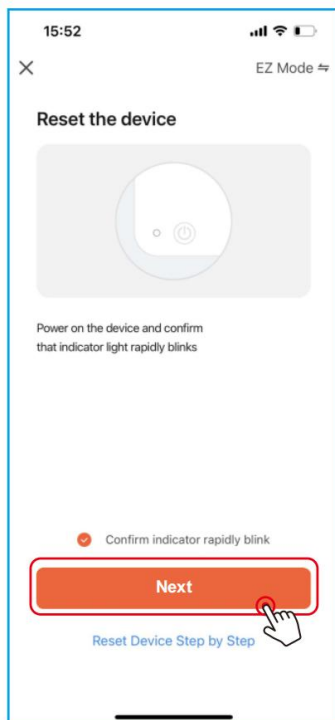 15:52
EZ Mode ⇋
Reset the device
Power on the device and confirm
that indicator light rapidly blinks
Confirm indicator rapidly blink
Next
Reset Device Step by Step